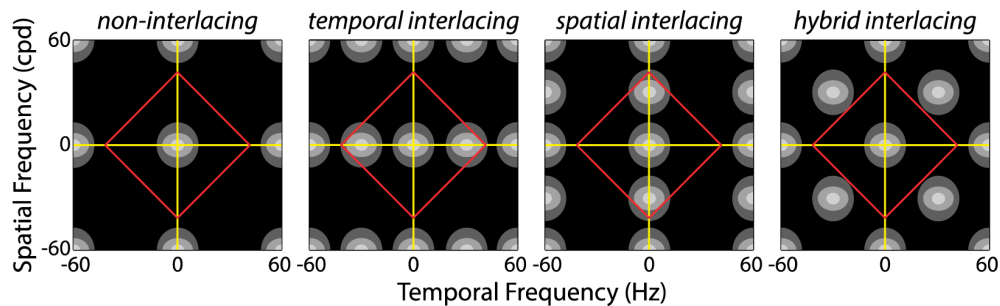 non-interlacing temporal interlacing spatial interlacing hybrid interlacing
Spatial Frequency (cpd)
60
0
-60
-60 0 60 -60 0 60 -60 0 60 -60 0 60
Temporal Frequency (Hz)